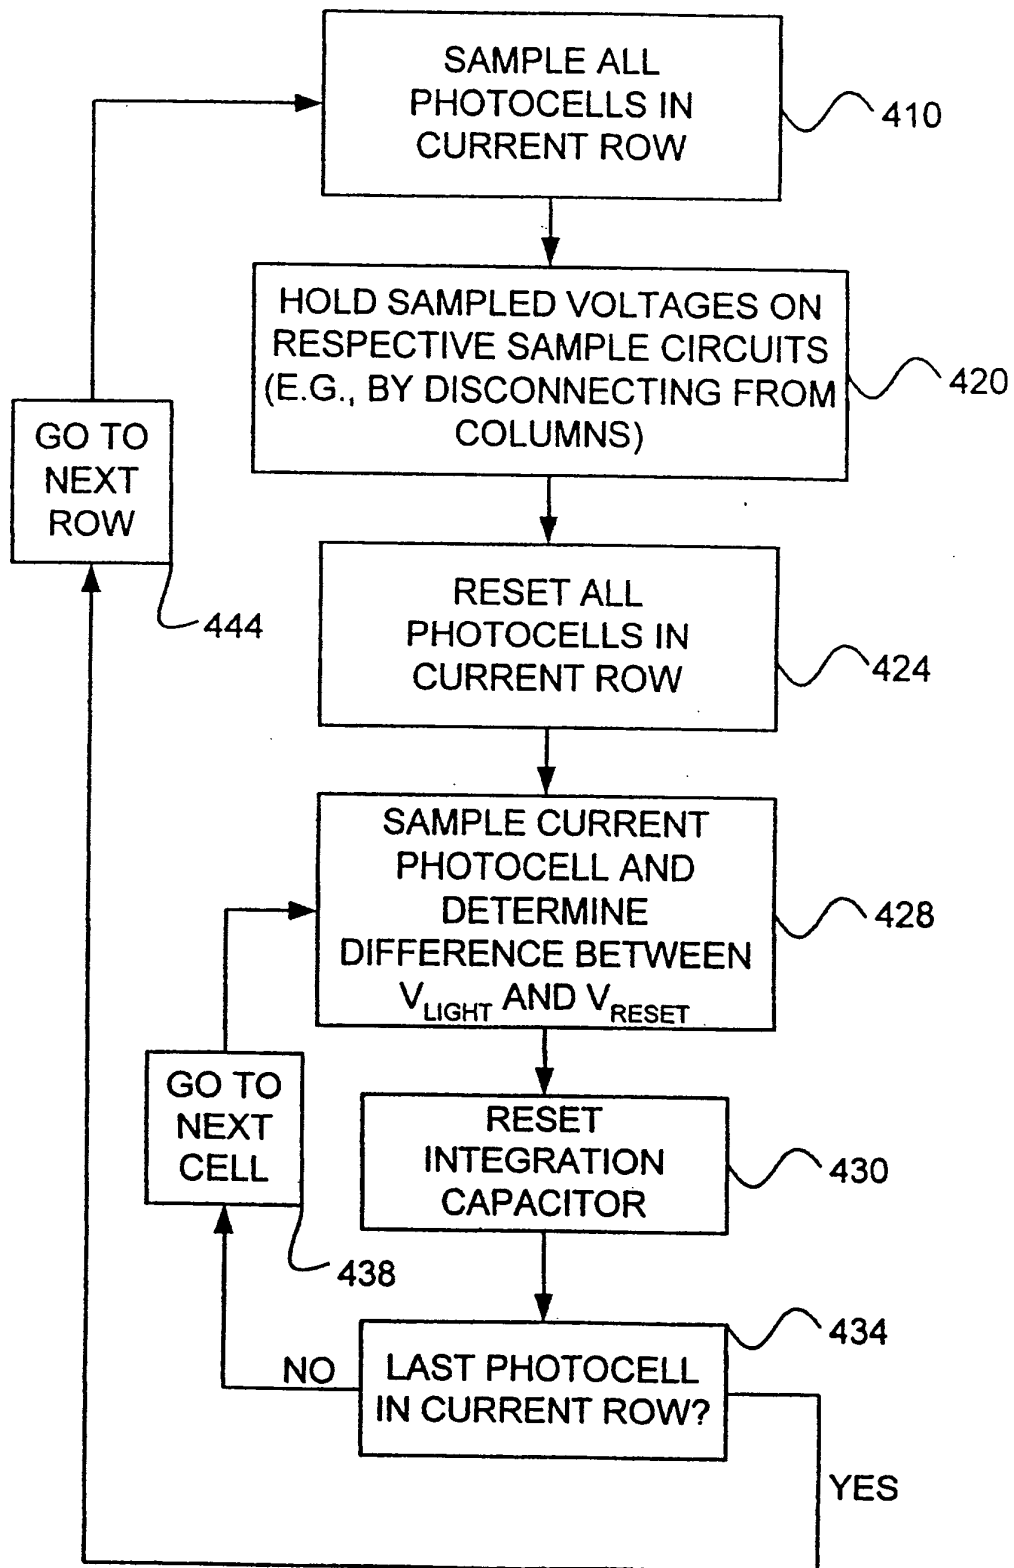 SAMPLE ALL
PHOTOCELLS IN
CURRENT ROW
410
HOLD SAMPLED VOLTAGES ON
RESPECTIVE SAMPLE CIRCUITS
(E.G., BY DISCONNECTING FROM
COLUMNS)
420
GO TO
NEXT
ROW
444
RESET ALL
PHOTOCELLS IN
CURRENT ROW
424
SAMPLE CURRENT
PHOTOCELL AND
DETERMINE
DIFFERENCE BETWEEN
VLIGHT AND VRESET
428
GO TO
NEXT
CELL
438
RESET
INTEGRATION
CAPACITOR
430
LAST PHOTOCELL
IN CURRENT ROW?
434
NO
YES